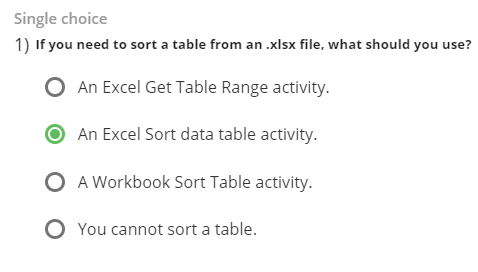 Single choice
1) If you need to sort a table from an .xlsx file, what should you use?
An Excel Get Table Range activity.
An Excel Sort data table activity.
A Workbook Sort Table activity.
You cannot sort a table.